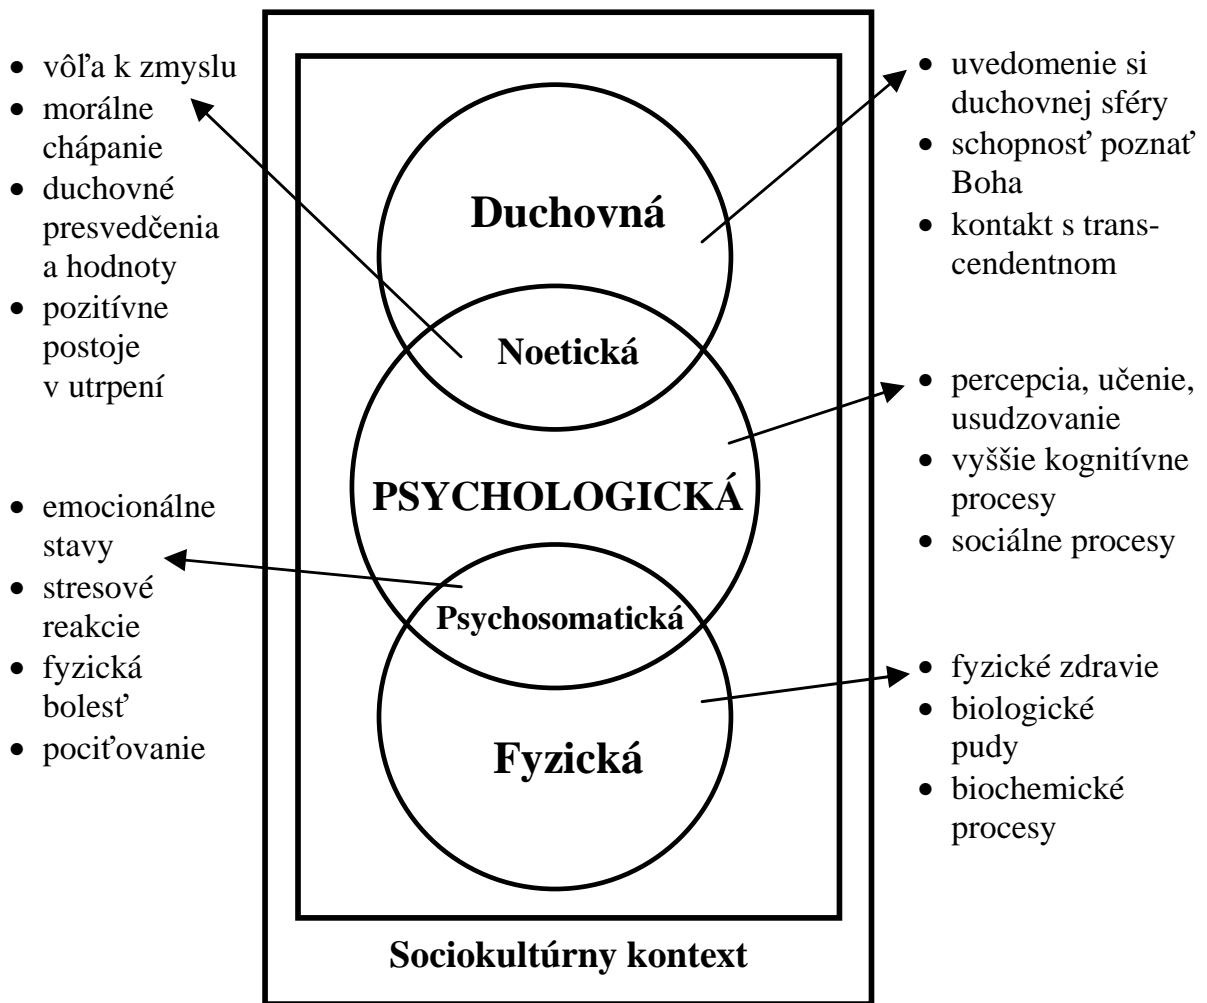 • vôľa k zmyslu
• morálne
chápanie
• duchovné
presvedčenia
a hodnoty
• pozitívne
postoje
v utrpení
• emocionálne
stavy
• stresové
reakcie
• fyzická
bolesť
• pociťovanie
Duchovná
Noetická
PSYCHOLOGICKÁ
Psychosomatická
Fyzická
Sociokultúrny kontext
• uvedomenie si
duchovnej sféry
• schopnosť poznať
Boha
• kontakt s trans-
cendentnom
• percepcia, učenie,
usudzovanie
• vyššie kognitívne
procesy
• sociálne procesy
• fyzické zdravie
• biologické
pudy
• biochemické
procesy